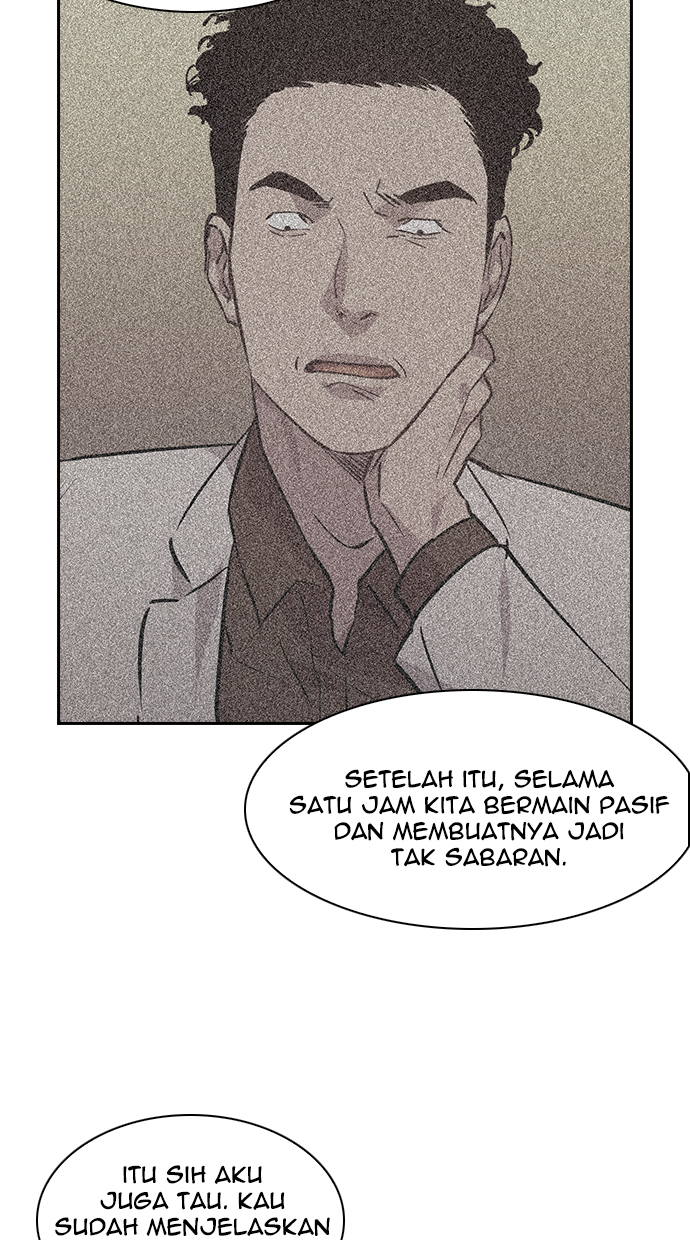 SETELAH ITU, SELAMA
SATU JAM KITA BERMAIN PASIF
DAN MEMBUATNYA JADI
TAK SABARAN.
ITU SIH AKU
JUGA TAU. KAU
SUDAH MENJELASKAN